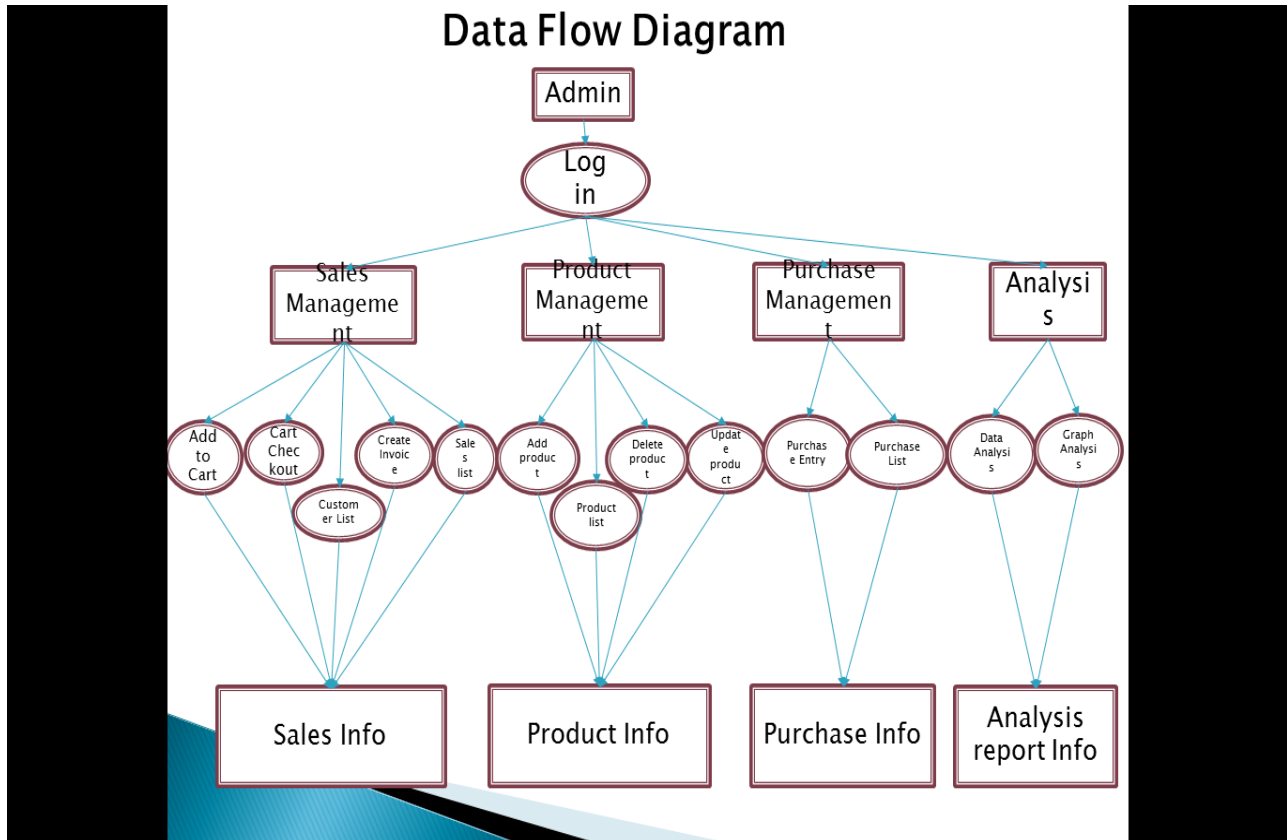 Data Flow Diagram
Admin
Log
in
Sales
Manageme
nt
Product
Manageme
nt
Purchase
Managemen
t
Analysi
s
Add
to
Cart
Cart
Chec
kout
Custom
er List
Create
Invoic
e
Sale
s
list
Add
produc
t
Product
list
Delete
produc
t
Updat
e
produc
t
Purchas
e Entry
Purchase
List
Data
Analysi
s
Graph
Analysi
s
Sales Info
Product Info
Purchase Info
Analysis
report Info